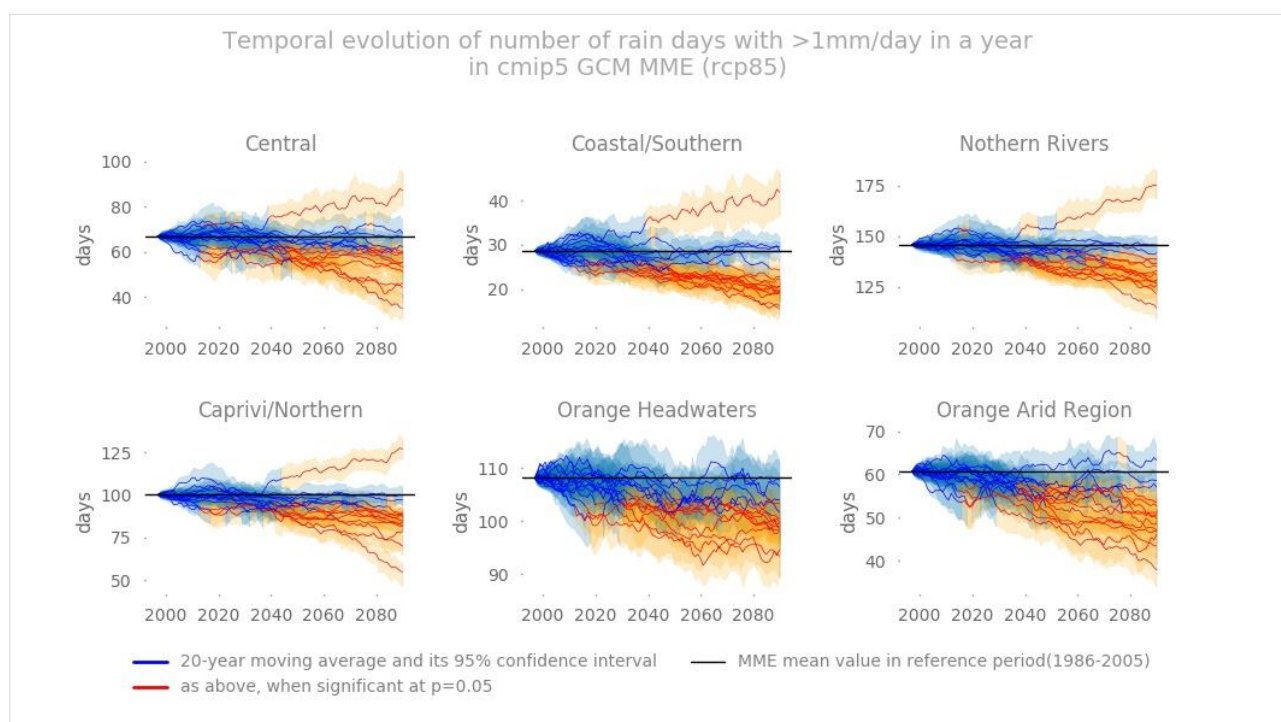 Temporal evolution of number of rain days with >1mm/day in a year
in cmip5 GCM MME (rcp85)
Central
100
80
60
40
days
2000 2020 2040 2060 2080
Coastal/Southern
40
30
20
days
2000 2020 2040 2060 2080
Nothern Rivers
175
150
125
days
2000 2020 2040 2060 2080
Caprivi/Northern
125
100
75
50
days
2000 2020 2040 2060 2080
Orange Headwaters
110
100
90
days
2000 2020 2040 2060 2080
Orange Arid Region
70
60
50
40
days
2000 2020 2040 2060 2080
20-year moving average and its 95% confidence interval
MME mean value in reference period(1986-2005)
as above, when significant at p=0.05